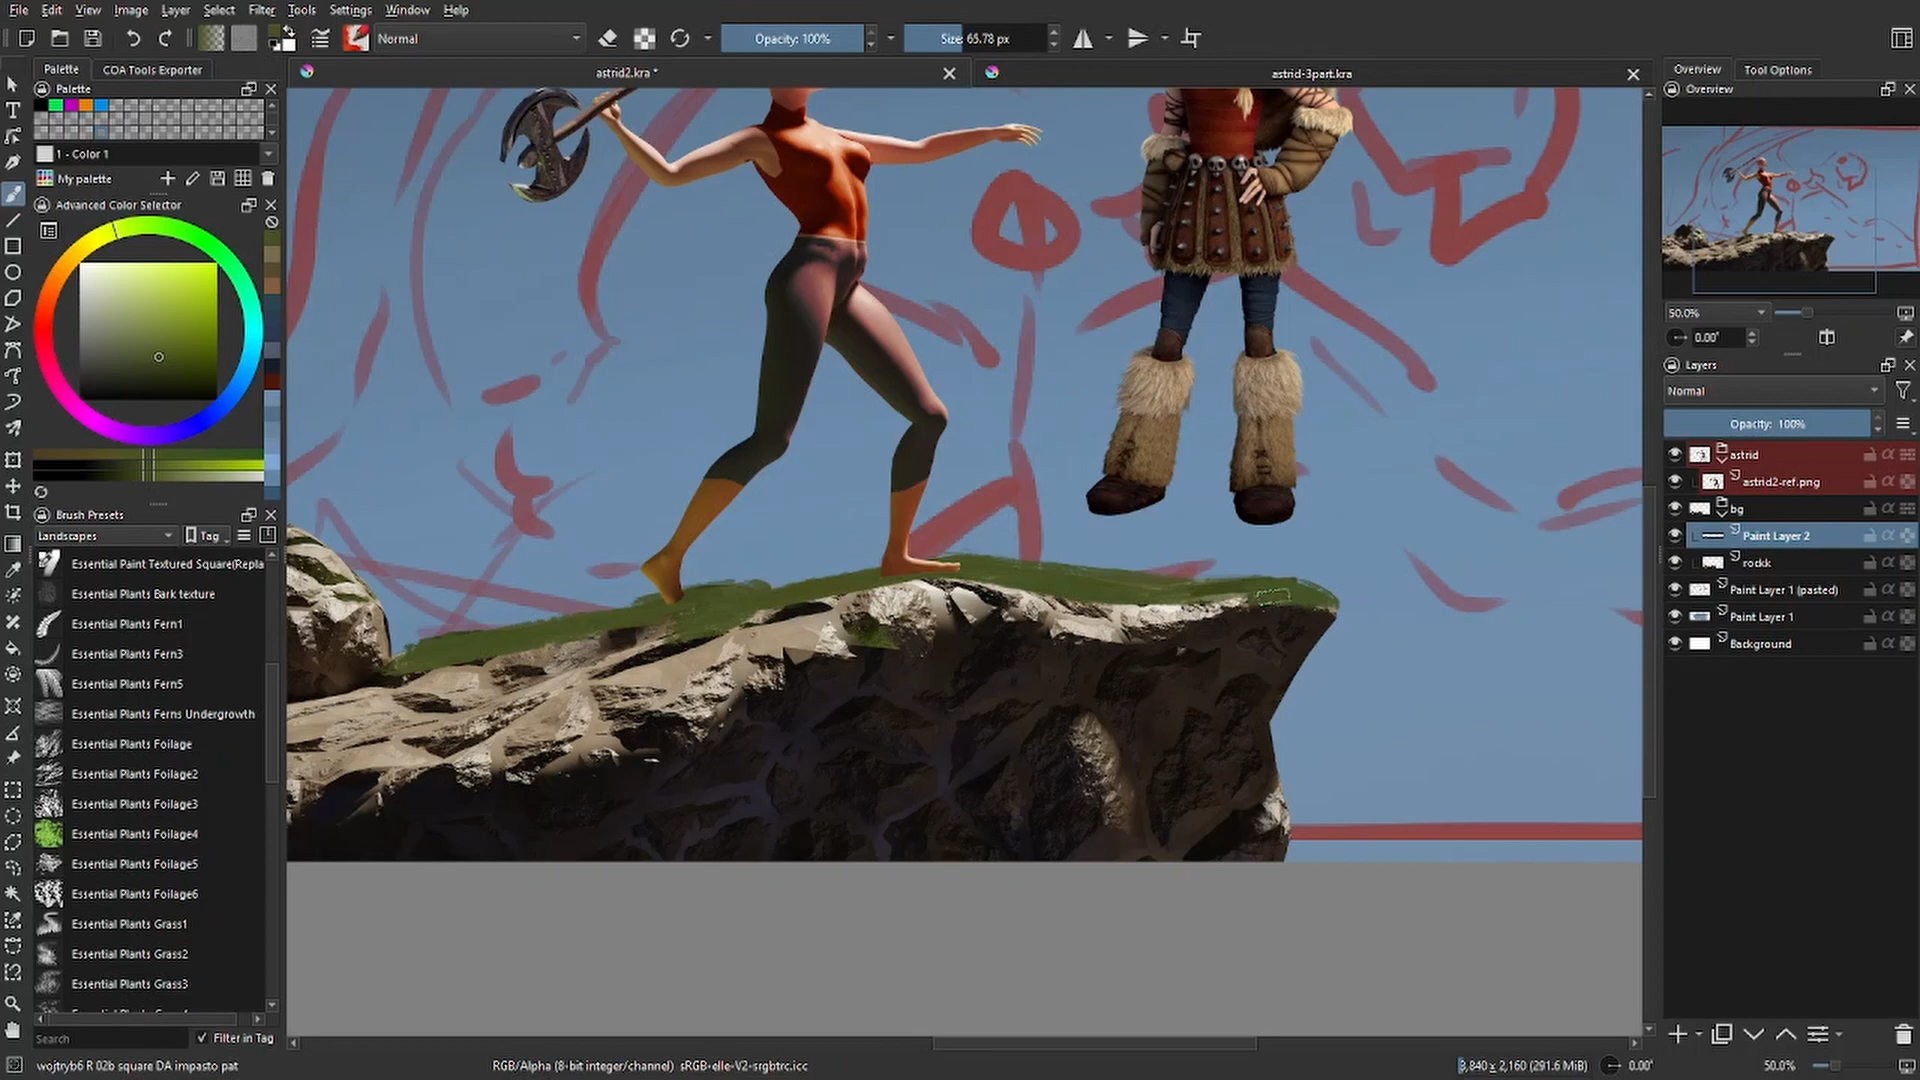 File Edit View Image Layer Select Filter Tools Settings Window Help
Normal
Opacity: 100%
Size: 65.78 px
Palette
COA Tools Exporter
astrid2.kra *
astrid-3part.kra
Overview
Tool Options
Palette
Overview
1 - Color 1
My palette
Advanced Color Selector
50.0%
0.00°
Layers
Normal
Opacity: 100%
astrid
astrid2-ref.png
bg
Paint Layer 2
rockk
Paint Layer 1 (pasted)
Paint Layer 1
Background
Brush Presets
Landscapes
Tag
Essential Paint Textured Square(Repla
Essential Plants Bark texture
Essential Plants Fern1
Essential Plants Fern3
Essential Plants Fern5
Essential Plants Ferns Undergrowth
Essential Plants Foilage
Essential Plants Foilage2
Essential Plants Foilage3
Essential Plants Foilage4
Essential Plants Foilage5
Essential Plants Foilage6
Essential Plants Grass1
Essential Plants Grass2
Essential Plants Grass3
Search
Filter in Tag
wojtryb6 R 02b square DA impasto pat
RGB/Alpha (8-bit integer/channel) sRGB-elle-V2-srgbtrc.icc
3,840 x 2,160 (291.6 MiB)
0.00°
50.0%